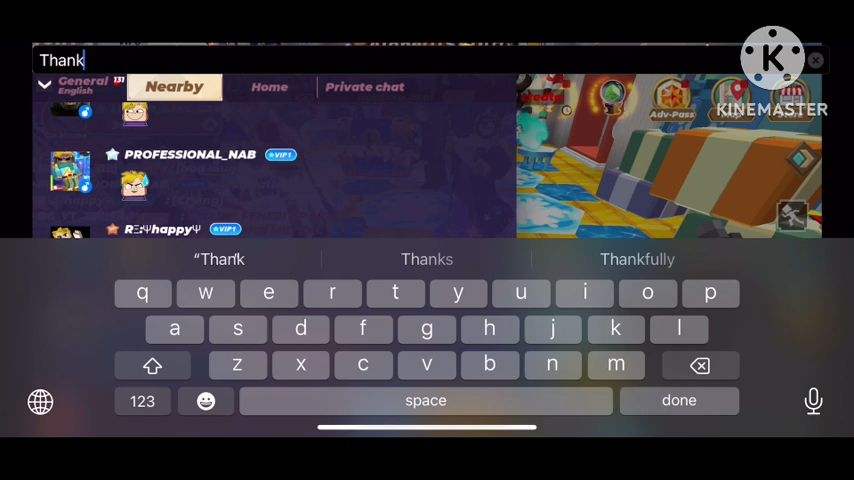 Thank
K
KINEMASTER
General 131
English
Nearby
Home
Private chat
Adv-Pass
PROFESSIONAL_NAB VIP1
VIP1
"Thank"
Thanks
Thankfully
q w e r t y u i o p
a s d f g h j k l
z x c v b n m
123
space
done